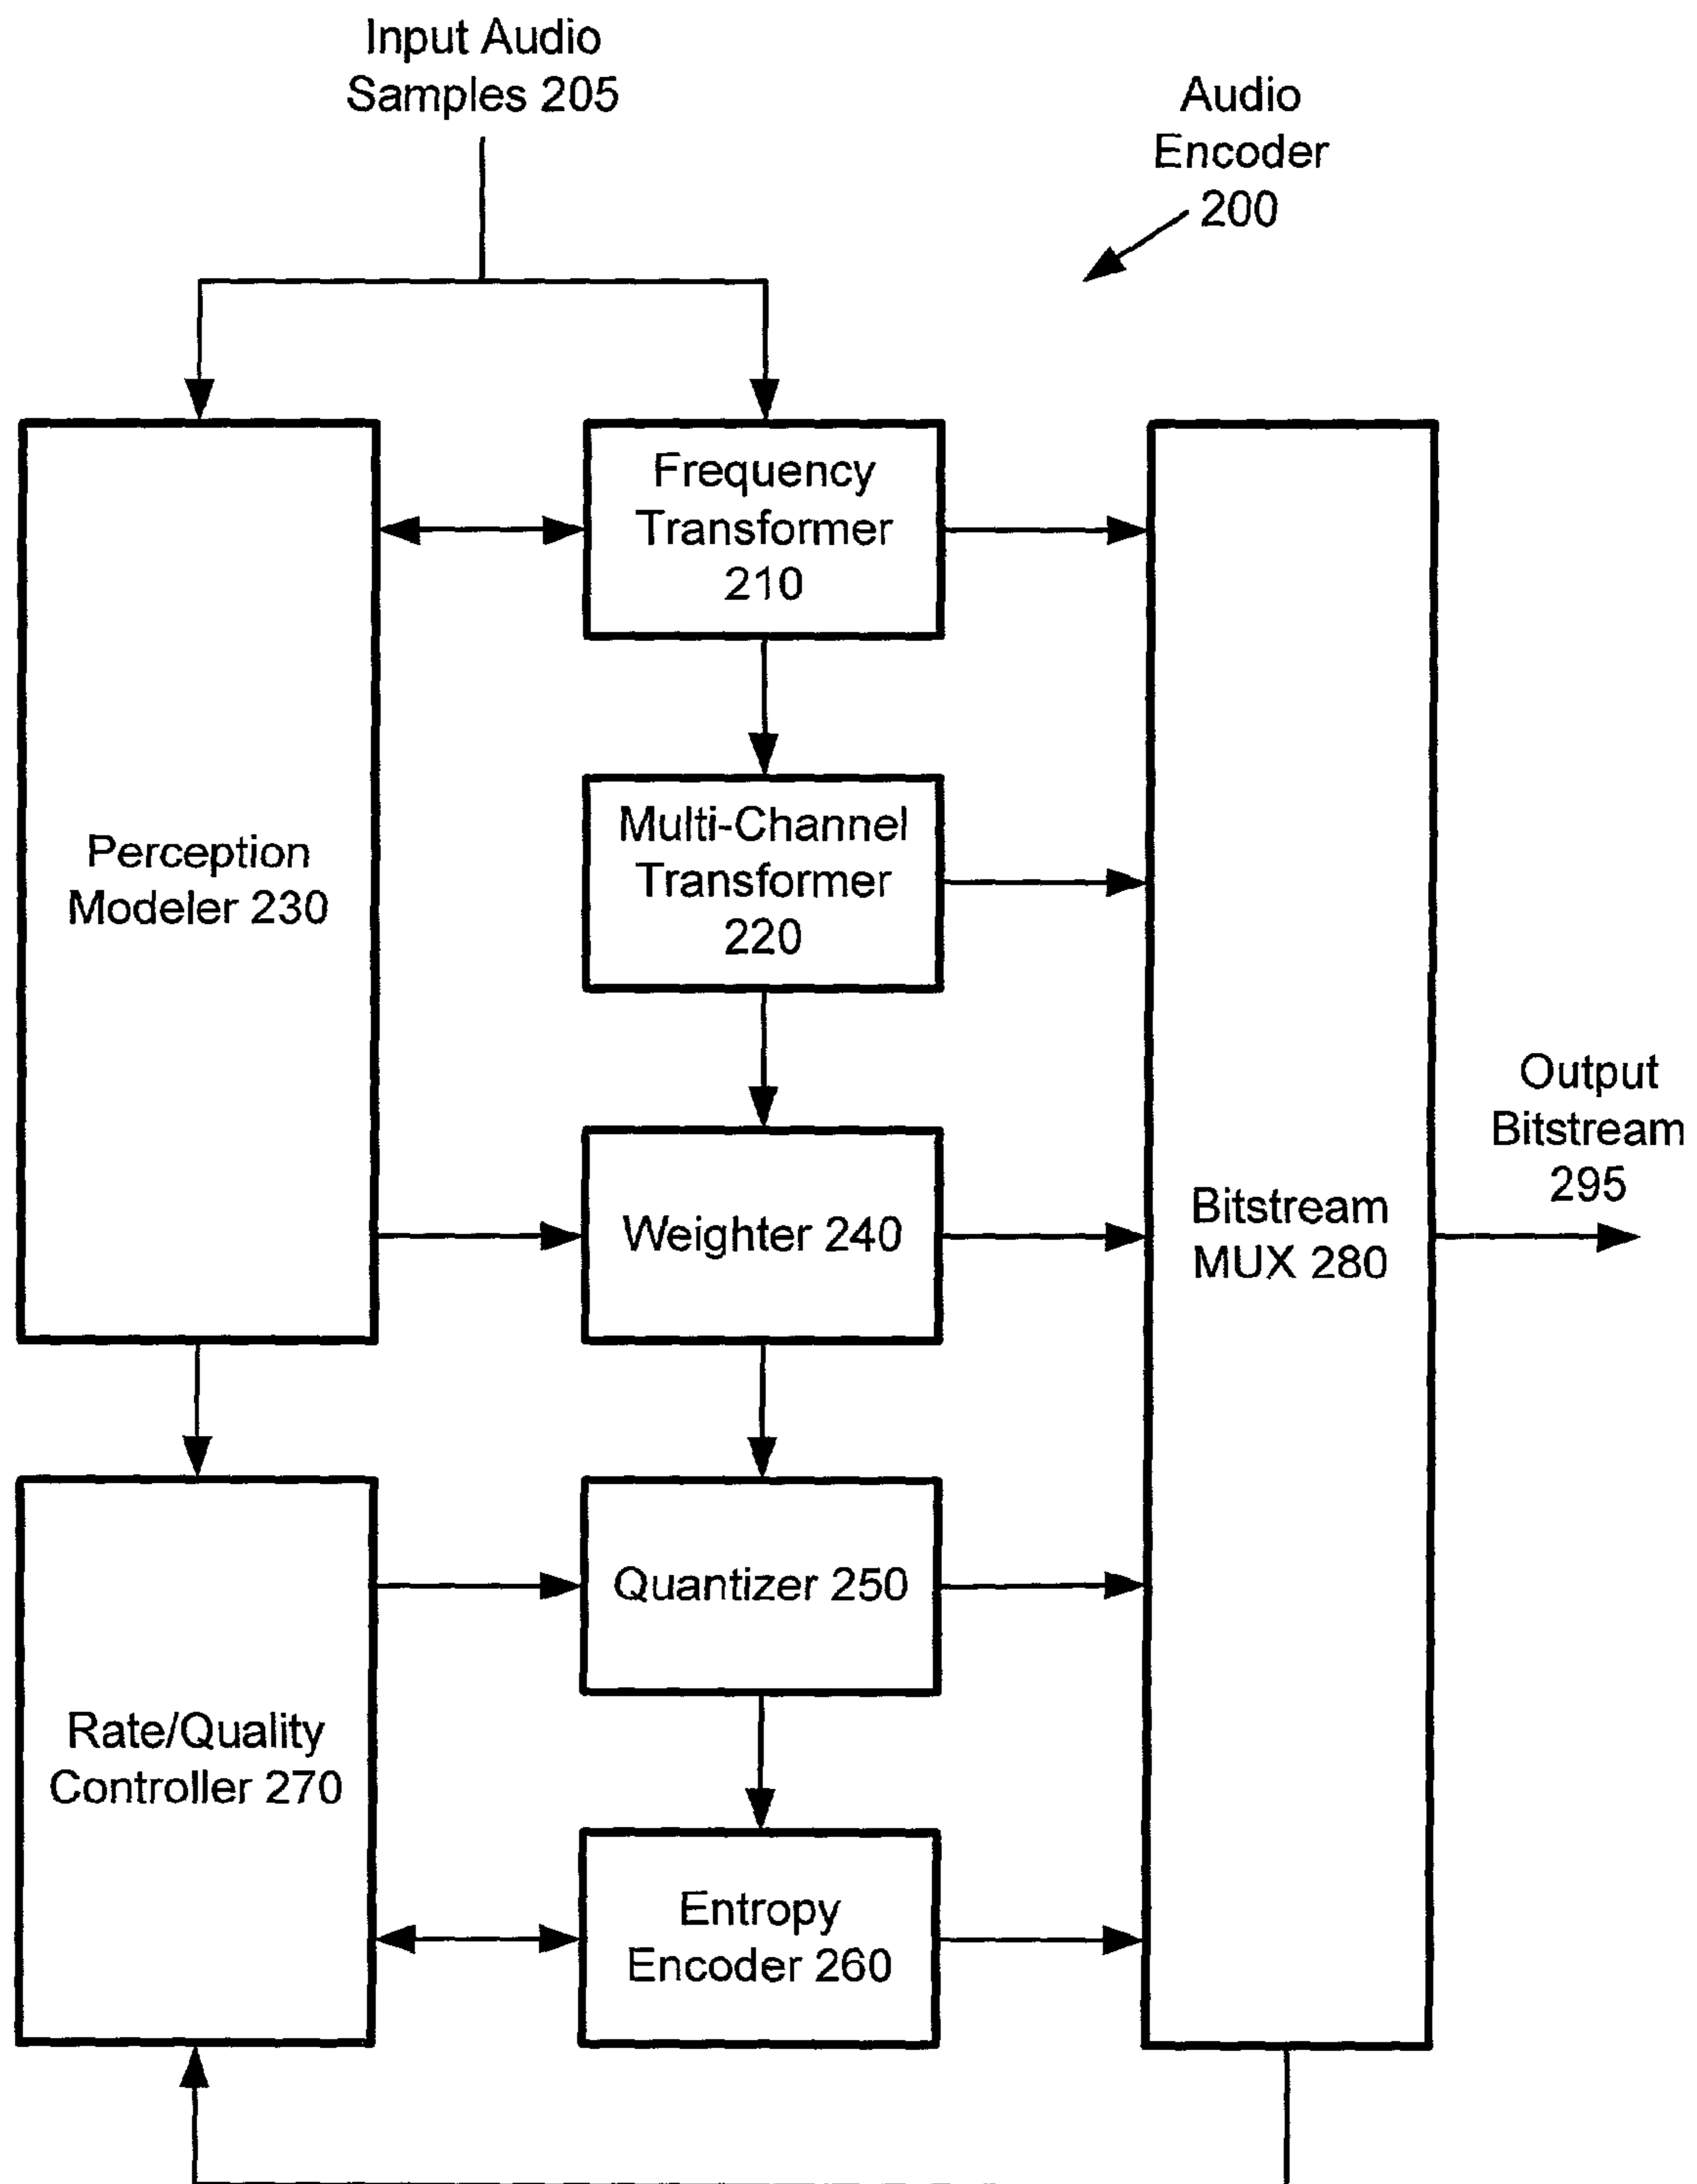 Input Audio
Samples 205
Audio
Encoder
200
Frequency
Transformer
210
Multi-Channel
Transformer
220
Perception
Modeler 230
Weighter 240
Output
Bitstream
295
Bitstream
MUX 280
Quantizer 250
Rate/Quality
Controller 270
Entropy
Encoder 260